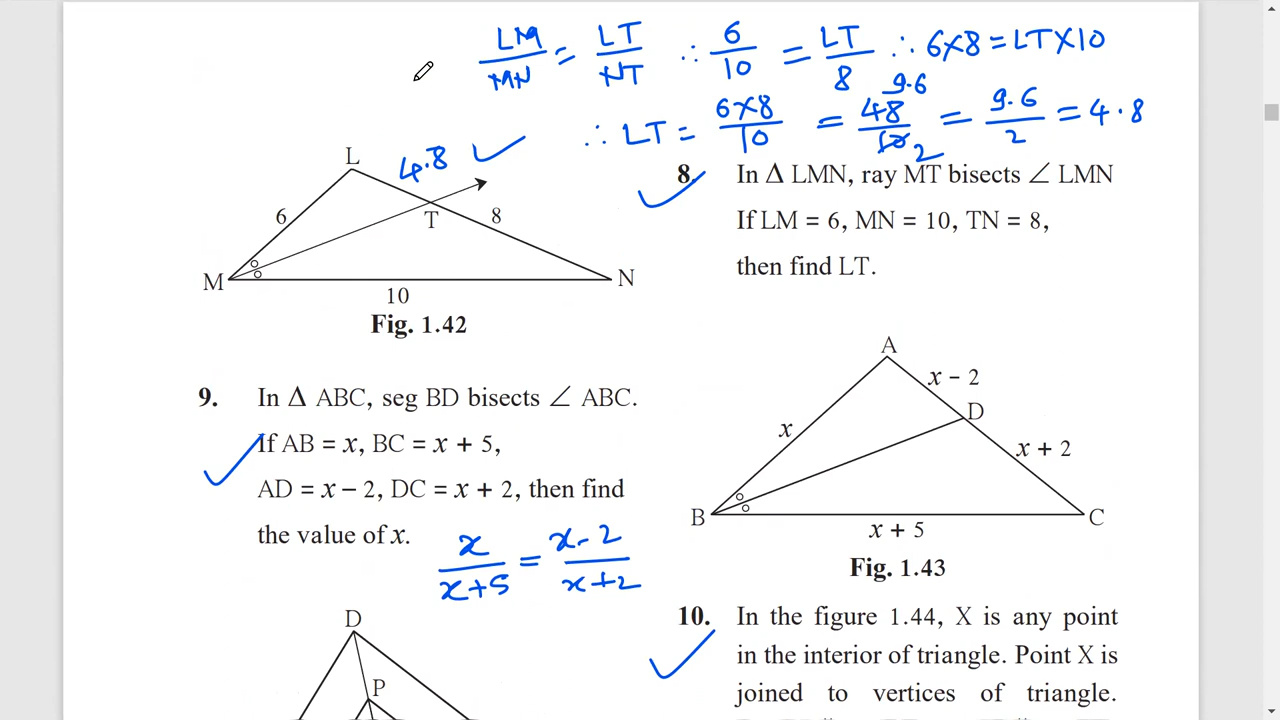 LM/MN = LT/NT ∴ 6/10 = LT/8 ∴ 6×8 = LT×10
∴ LT = 6×8/10 = 48/10 = 9.6/2 = 4.8
9.6
2
L
4.8
6
T
8
M
N
10
Fig. 1.42
8. In Δ LMN, ray MT bisects ∠ LMN
If LM = 6, MN = 10, TN = 8,
then find LT.
9. In Δ ABC, seg BD bisects ∠ ABC.
If AB = x, BC = x + 5,
AD = x – 2, DC = x + 2, then find
the value of x.
x/x+5 = x-2/x+2
A
x – 2
D
x
x + 2
B
C
x + 5
Fig. 1.43
D
P
10. In the figure 1.44, X is any point
in the interior of triangle. Point X is
joined to vertices of triangle.